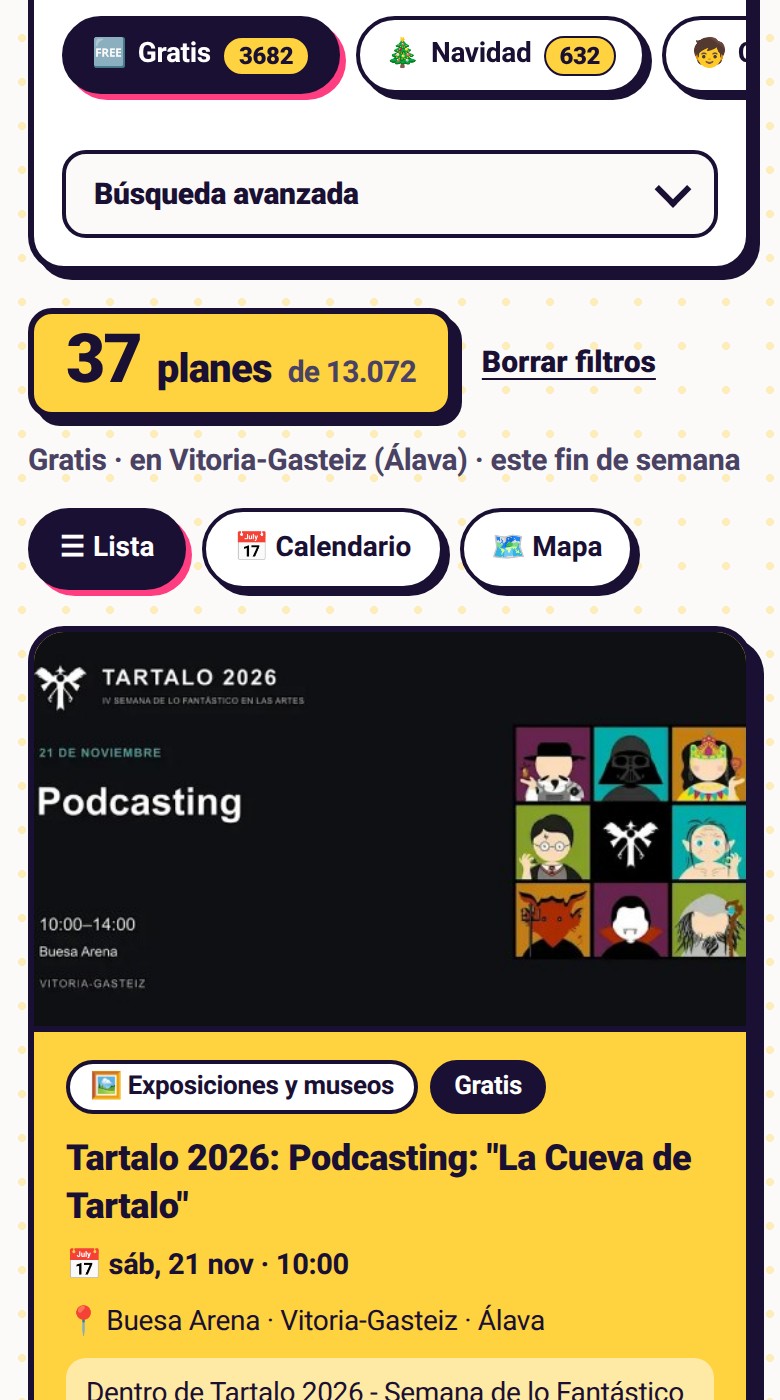 Gratis 3682
Navidad 632
Búsqueda avanzada
37 planes de 13.072
Borrar filtros
Gratis · en Vitoria-Gasteiz (Álava) · este fin de semana
Lista
Calendario
Mapa
TARTALO 2026
IV SEMANA DE LO FANTÁSTICO EN LAS ARTES
21 DE NOVIEMBRE
Podcasting
10:00–14:00
Buesa Arena
VITORIA-GASTEIZ
Exposiciones y museos
Gratis
Tartalo 2026: Podcasting: "La Cueva de
Tartalo"
sáb, 21 nov · 10:00
Buesa Arena · Vitoria-Gasteiz · Álava
Dentro de Tartalo 2026 - Semana de lo Fantástico